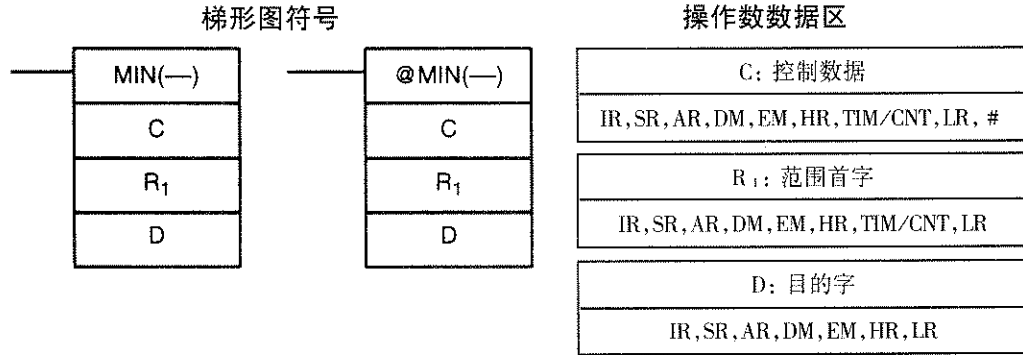 梯形图符号
操作数数据区
MIN(—)
C
R₁
D
@MIN(—)
C
R₁
D
C: 控制数据
IR,SR,AR,DM,EM,HR,TIM/CNT,LR, #
R₁: 范围首字
IR,SR,AR,DM,EM,HR,TIM/CNT,LR
D: 目的字
IR,SR,AR,DM,EM,HR,LR